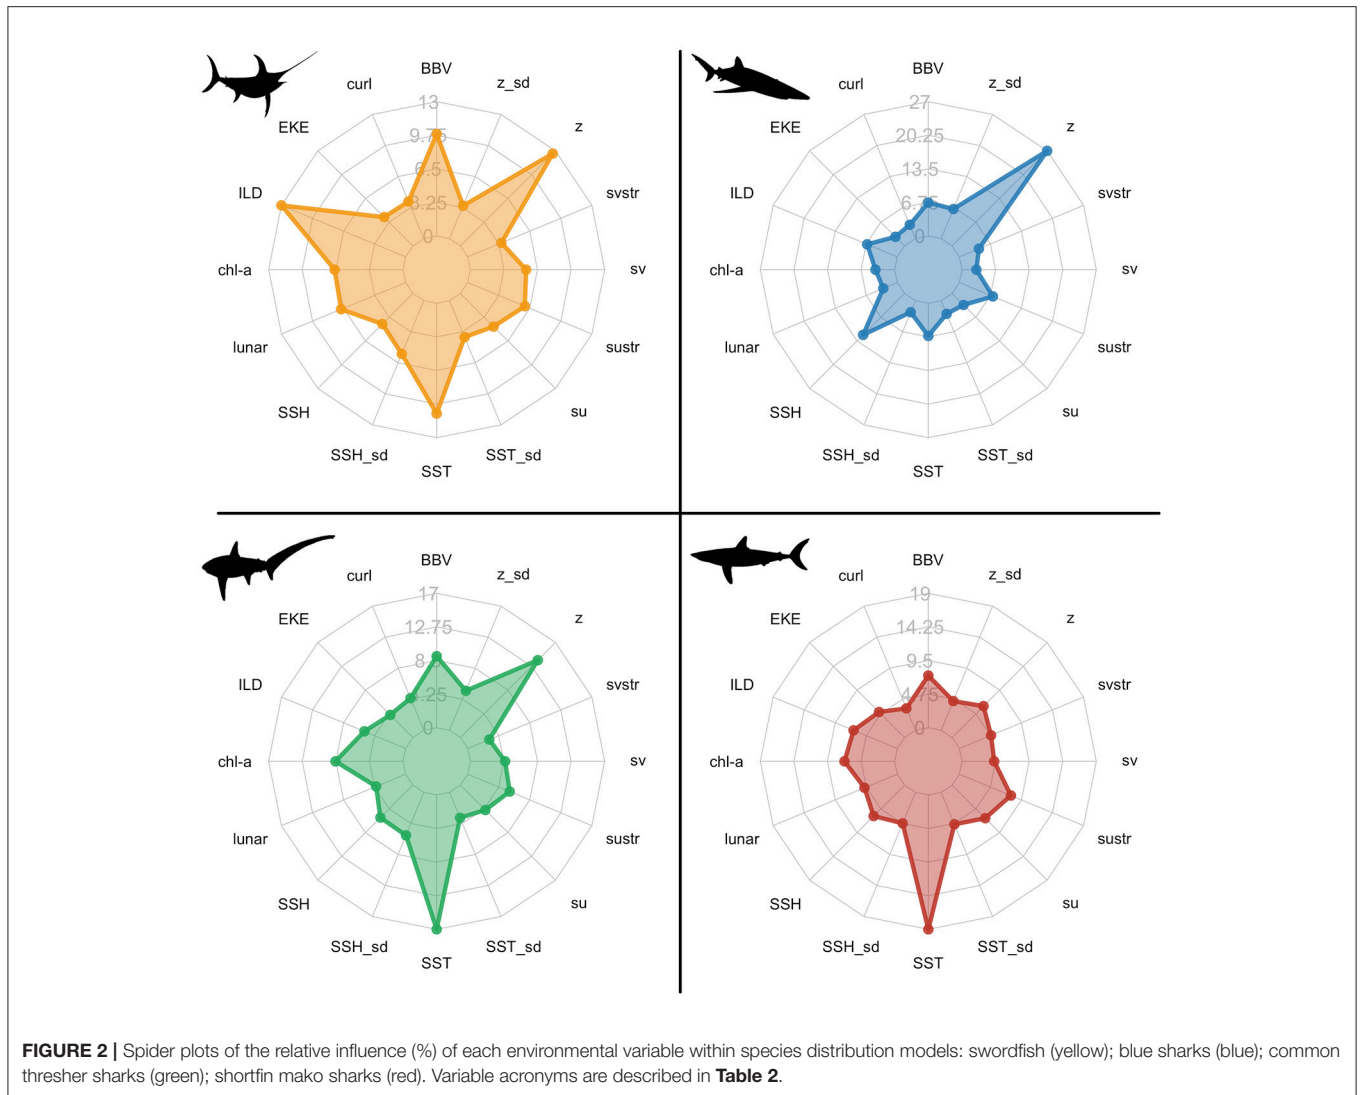 BBV
z_sd
z
svstr
sv
sustr
su
SST_sd
SST
SSH_sd
SSH
lunar
chl-a
ILD
EKE
curl
13
9.75
6.5
3.25
0
BBV
z_sd
z
svstr
sv
sustr
su
SST_sd
SST
SSH_sd
SSH
lunar
chl-a
ILD
EKE
curl
27
20.25
13.5
6.75
0
BBV
z_sd
z
svstr
sv
sustr
su
SST_sd
SST
SSH_sd
SSH
lunar
chl-a
ILD
EKE
curl
17
12.75
8.5
4.25
0
BBV
z_sd
z
svstr
sv
sustr
su
SST_sd
SST
SSH_sd
SSH
lunar
chl-a
ILD
EKE
curl
19
14.25
9.5
4.75
0
FIGURE 2 | Spider plots of the relative influence (%) of each environmental variable within species distribution models: swordfish (yellow); blue sharks (blue); common
thresher sharks (green); shortfin mako sharks (red). Variable acronyms are described in Table 2.